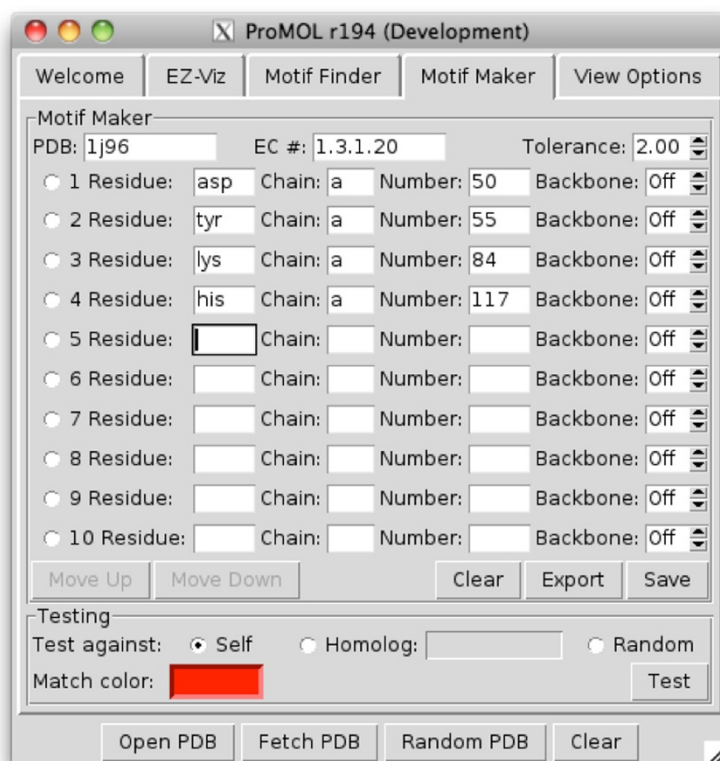 ProMOL r194 (Development)
Welcome EZ-Viz Motif Finder Motif Maker View Options
Motif Maker
PDB: 1j96 EC #: 1.3.1.20 Tolerance: 2.00
1 Residue: asp Chain: a Number: 50 Backbone: Off
2 Residue: tyr Chain: a Number: 55 Backbone: Off
3 Residue: lys Chain: a Number: 84 Backbone: Off
4 Residue: his Chain: a Number: 117 Backbone: Off
5 Residue: Chain: Number: Backbone: Off
6 Residue: Chain: Number: Backbone: Off
7 Residue: Chain: Number: Backbone: Off
8 Residue: Chain: Number: Backbone: Off
9 Residue: Chain: Number: Backbone: Off
10 Residue: Chain: Number: Backbone: Off
Move Up Move Down Clear Export Save
Testing
Test against: Self Homolog: Random
Match color: Test
Open PDB Fetch PDB Random PDB Clear